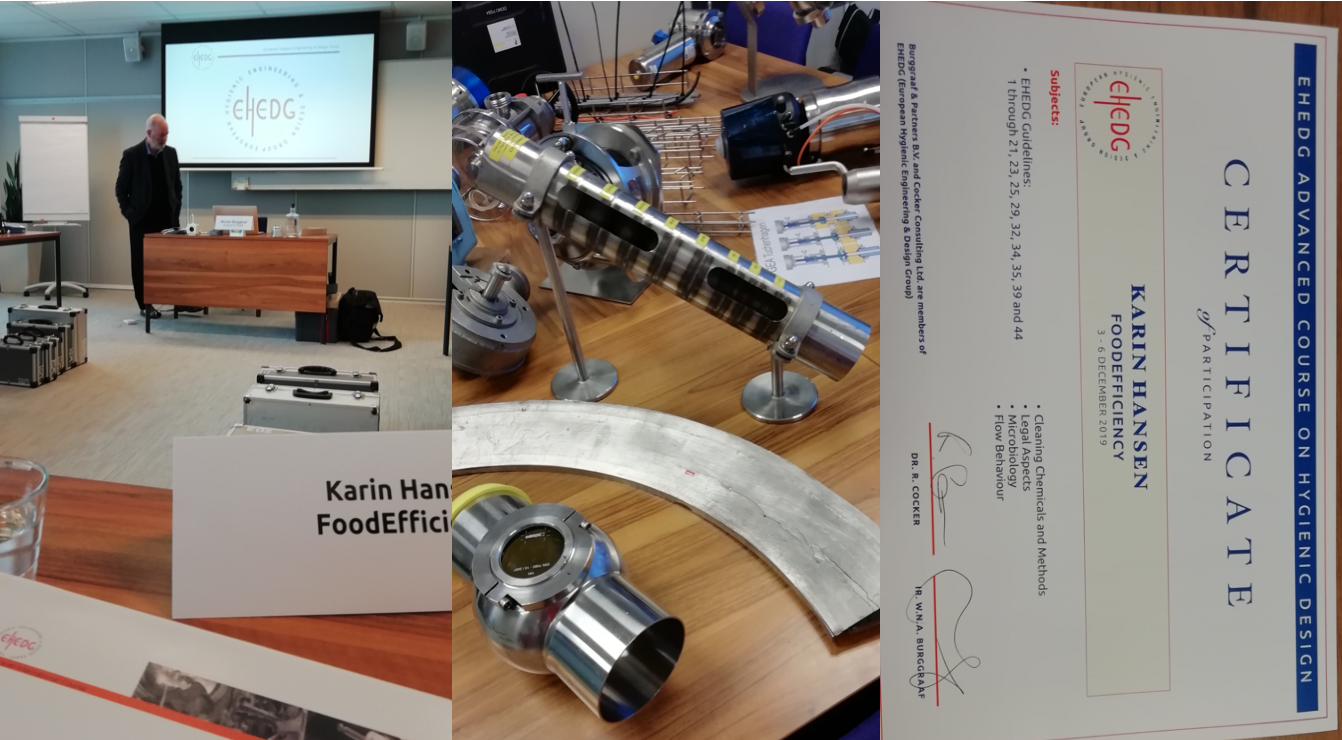 EHEDG
EUROPEAN HYGIENIC ENGINEERING & DESIGN GROUP
Karin Han
FoodEffici
EHEDG
EHEDG ADVANCED COURSE ON HYGIENIC DESIGN
CERTIFICATE
of PARTICIPATION
KARIN HANSEN
FOODEFFICIENCY
3 - 6 DECEMBER 2019
EUROPEAN HYGIENIC ENGINEERING & DESIGN GROUP
EHEDG
Subjects:
• EHEDG Guidelines:
1 through 21, 23, 25, 29, 32, 34, 35, 39 and 44
• Cleaning Chemicals and Methods
• Legal Aspects
• Microbiology
• Flow Behaviour
DR. R. COCKER
IR. W.N.A. BURGGRAAF
Burggraaf & Partners B.V. and Cocker Consulting Ltd. are members of
EHEDG (European Hygienic Engineering & Design Group)